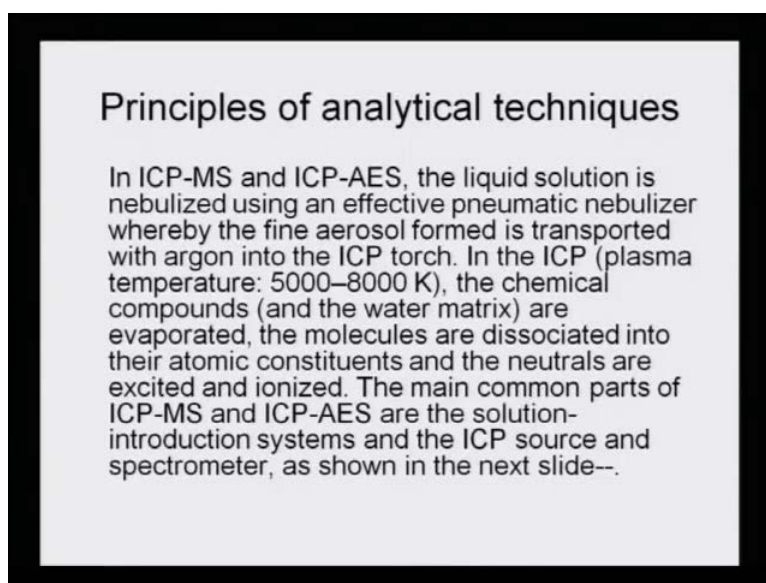 Principles of analytical techniques
In ICP-MS and ICP-AES, the liquid solution is
nebulized using an effective pneumatic nebulizer
whereby the fine aerosol formed is transported
with argon into the ICP torch. In the ICP (plasma
temperature: 5000–8000 K), the chemical
compounds (and the water matrix) are
evaporated, the molecules are dissociated into
their atomic constituents and the neutrals are
excited and ionized. The main common parts of
ICP-MS and ICP-AES are the solution-
introduction systems and the ICP source and
spectrometer, as shown in the next slide--.